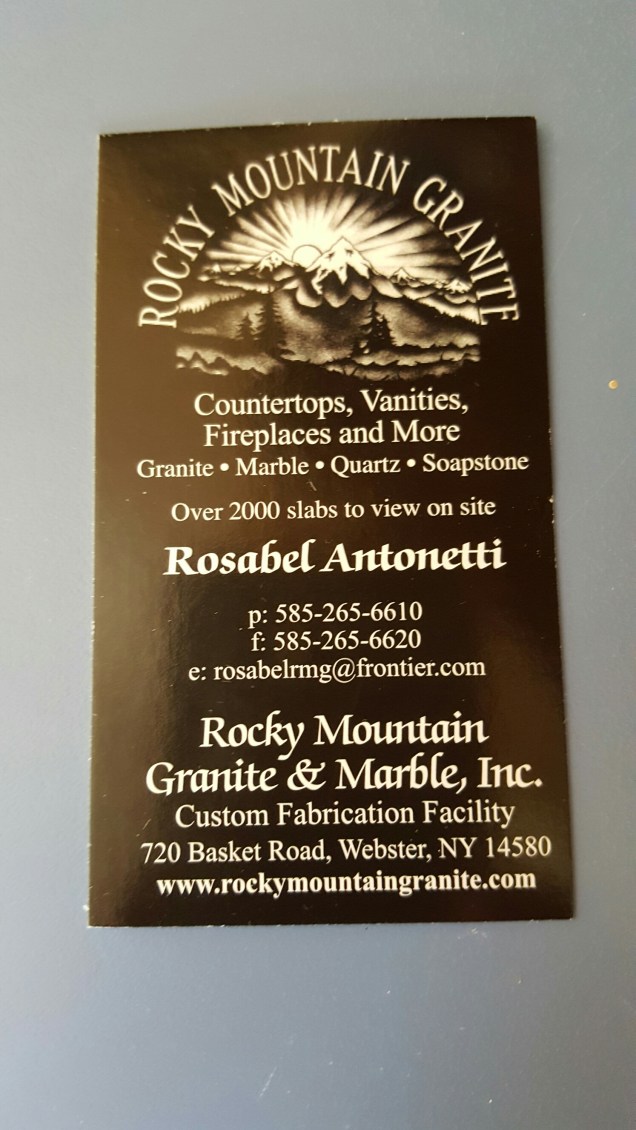 ROCKY MOUNTAIN GRANITE
Countertops, Vanities,
Fireplaces and More
Granite • Marble • Quartz • Soapstone
Over 2000 slabs to view on site
Rosabel Antonetti
p: 585-265-6610
f: 585-265-6620
e: rosabelrmg@frontier.com
Rocky Mountain
Granite & Marble, Inc.
Custom Fabrication Facility
720 Basket Road, Webster, NY 14580
www.rockymountaingranite.com